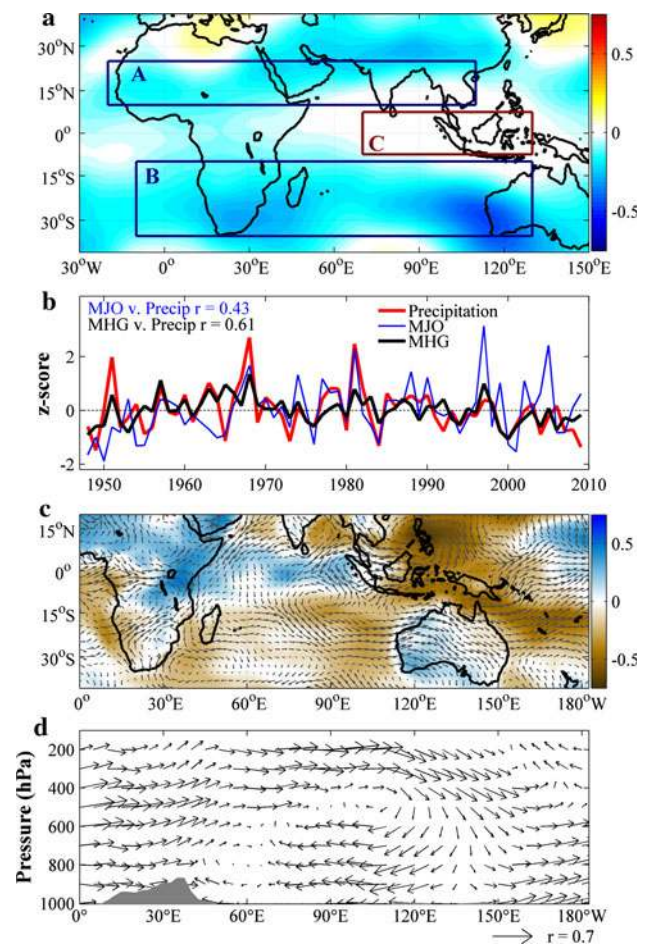 a
30°N
15°N
0°
15°S
30°S
A
B
C
0.5
0
-0.5
30°W 0° 30°E 60°E 90°E 120°E 150°E
b
MJO v. Precip r = 0.43
MHG v. Precip r = 0.61
Precipitation
MJO
MHG
z-score
2
0
-2
1950 1960 1970 1980 1990 2000 2010
c
15°N
0°
15°S
30°S
0.5
0
-0.5
0° 30°E 60°E 90°E 120°E 150°E 180°W
d
Pressure (hPa)
200
400
600
800
1000
0° 30°E 60°E 90°E 120°E 150°E 180°W
r = 0.7